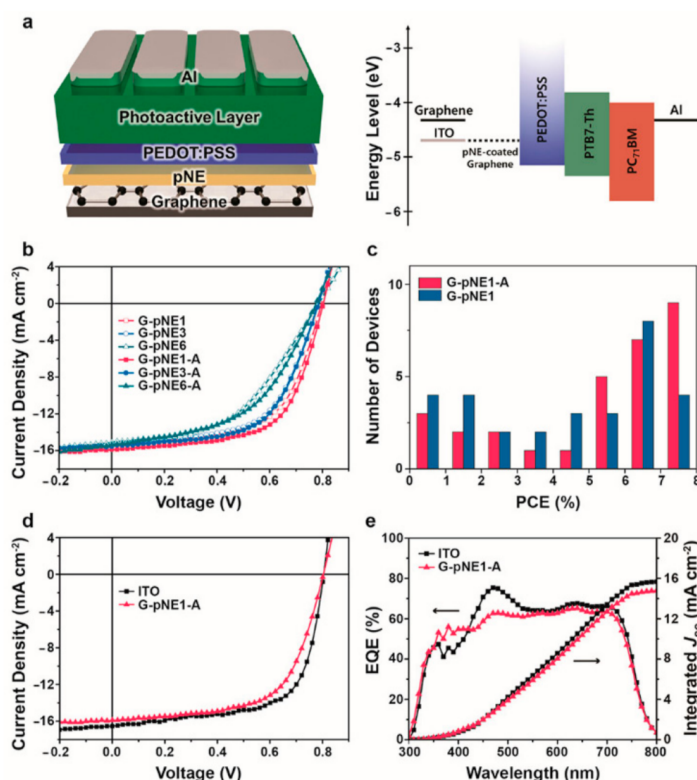 a
Al
Photoactive Layer
PEDOT:PSS
pNE
Graphene
Energy Level (eV)
−3
−4
−5
−6
Graphene
ITO
pNE-coated
Graphene
PEDOT:PSS
PTB7-Th
PC71BM
Al
b
Current Density (mA cm⁻²)
4
0
−4
−8
−12
−16
G-pNE1
G-pNE3
G-pNE6
G-pNE1-A
G-pNE3-A
G-pNE6-A
−0.2 0.0 0.2 0.4 0.6 0.8
Voltage (V)
c
Number of Devices
10
5
0
G-pNE1-A
G-pNE1
0 1 2 3 4 5 6 7 8
PCE (%)
d
Current Density (mA cm⁻²)
4
0
−4
−8
−12
−16
ITO
G-pNE1-A
−0.2 0.0 0.2 0.4 0.6 0.8
Voltage (V)
e
EQE (%)
100
80
60
40
20
0
ITO
G-pNE1-A
20
16
12
8
4
0
Integrated
(mA cm⁻²)
300 400 500 600 700 800
Wavelength (nm)